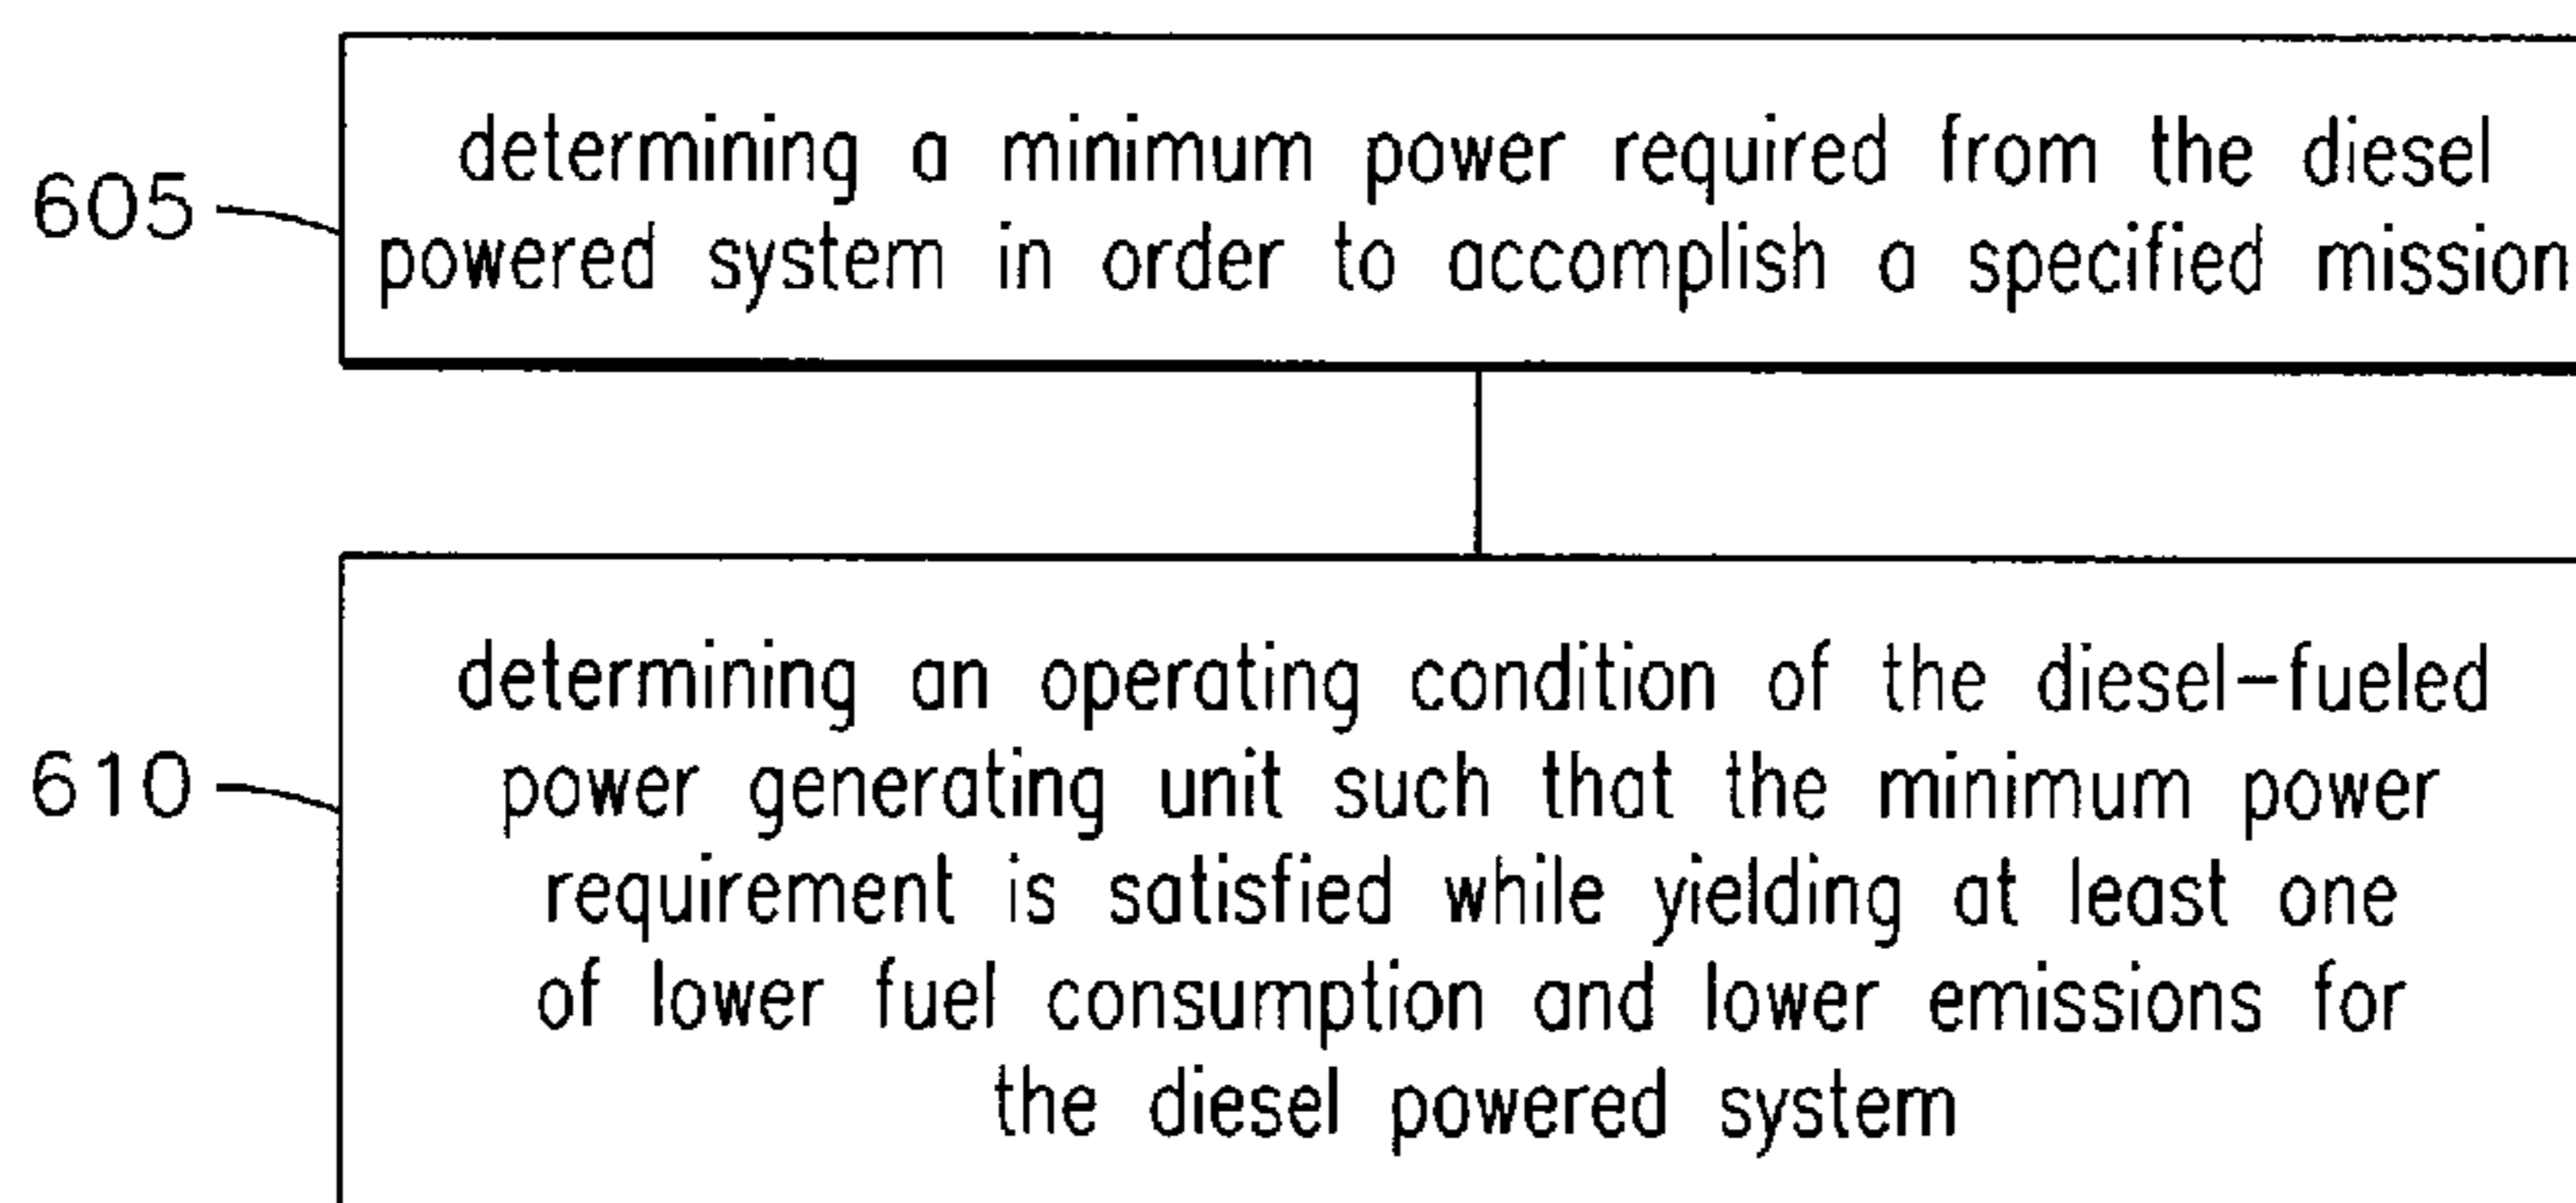 605
determining a minimum power required from the diesel
powered system in order to accomplish a specified mission
610
determining an operating condition of the diesel-fueled
power generating unit such that the minimum power
requirement is satisfied while yielding at least one
of lower fuel consumption and lower emissions for
the diesel powered system